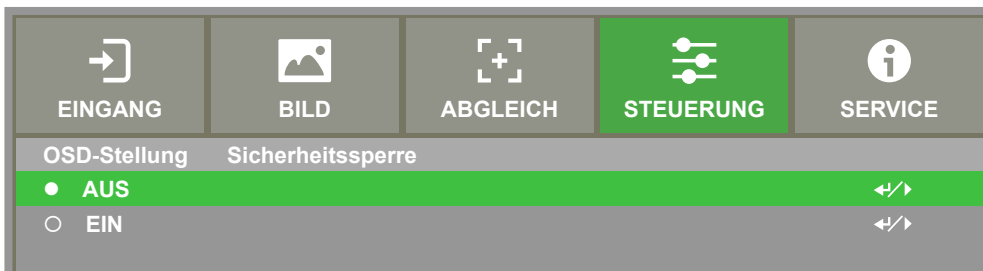 EINGANG BILD ABGLEICH STEUERUNG SERVICE
OSD-Stellung Sicherheitssperre
AUS
EIN